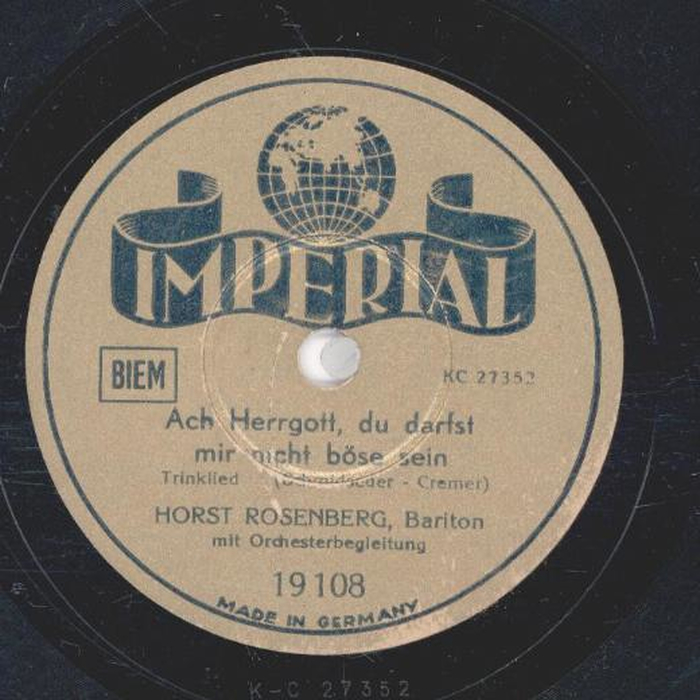 IMPERIAL
BIEM
KC 27352
Ach Herrgott, du darfst
mir nicht böse sein
Trinklied (Schmidseder - Cremer)
HORST ROSENBERG, Bariton
mit Orchesterbegleitung
19108
MADE IN GERMANY
K-C 27352